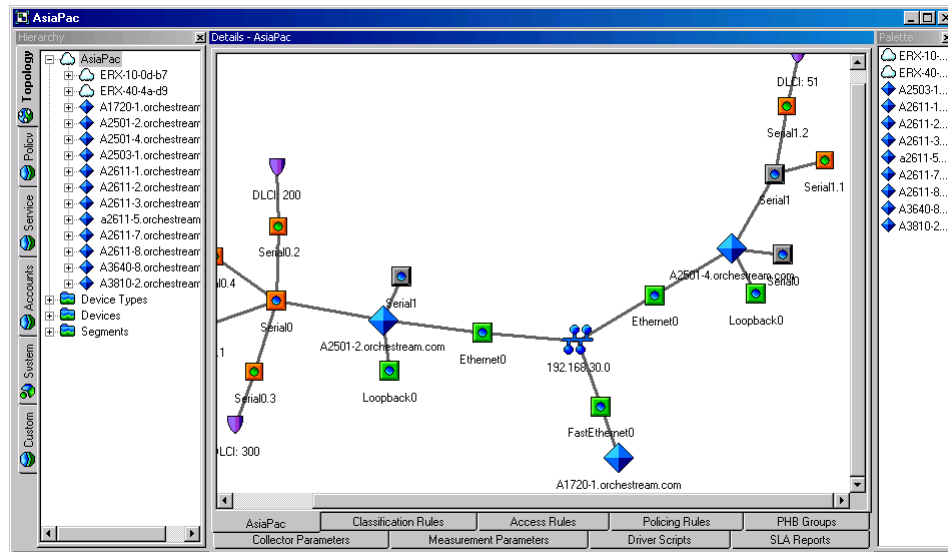 AsiaPac
Hierarchy
Details - AsiaPac
Palette
Topology
Policy
Service
Accounts
System
Custom
AsiaPac
ERX-10-0d-b7
ERX-40-4a-d9
A1720-1.orchestream
A2501-2.orchestream
A2501-4.orchestream
A2503-1.orchestream
A2611-1.orchestream
A2611-2.orchestream
A2611-3.orchestream
a2611-5.orchestream
A2611-7.orchestream
A2611-8.orchestream
A3640-8.orchestream
A3810-2.orchestream
Device Types
Devices
Segments
DLCI: 51
Serial1.2
Serial1.1
Serial1
DLCI: 200
Serial0.2
A2501-4.orchestream.com
Serial0
Loopback0
Ethernet0
Serial1
Serial0
A2501-2.orchestream.com
Ethernet0
192.168.30.0
Serial0.3
Loopback0
FastEthernet0
LCI: 300
A1720-1.orchestream.com
ERX-10-...
ERX-40-...
A2503-1...
A2611-1...
A2611-2...
A2611-3...
a2611-5...
A2611-7...
A2611-8...
A3640-8...
A3810-2...
AsiaPac
Classification Rules
Access Rules
Policing Rules
PHB Groups
Collector Parameters
Measurement Parameters
Driver Scripts
SLA Reports